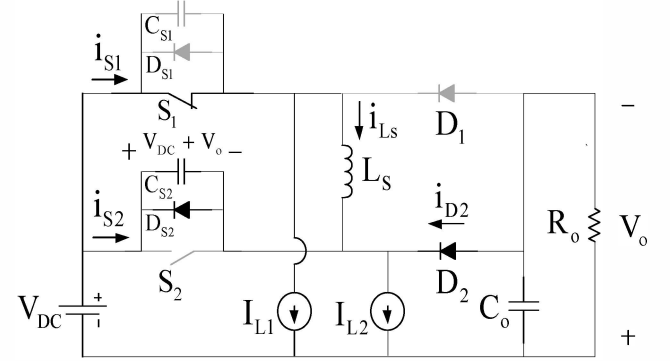 C_S1
i_S1
D_S1
S_1
+ V_DC + V_o −
i_Ls
D_1
−
C_S2
L_S
i_S2
D_S2
i_D2
R_o
V_o
S_2
D_2
V_DC
+
-
I_L1
I_L2
C_o
+